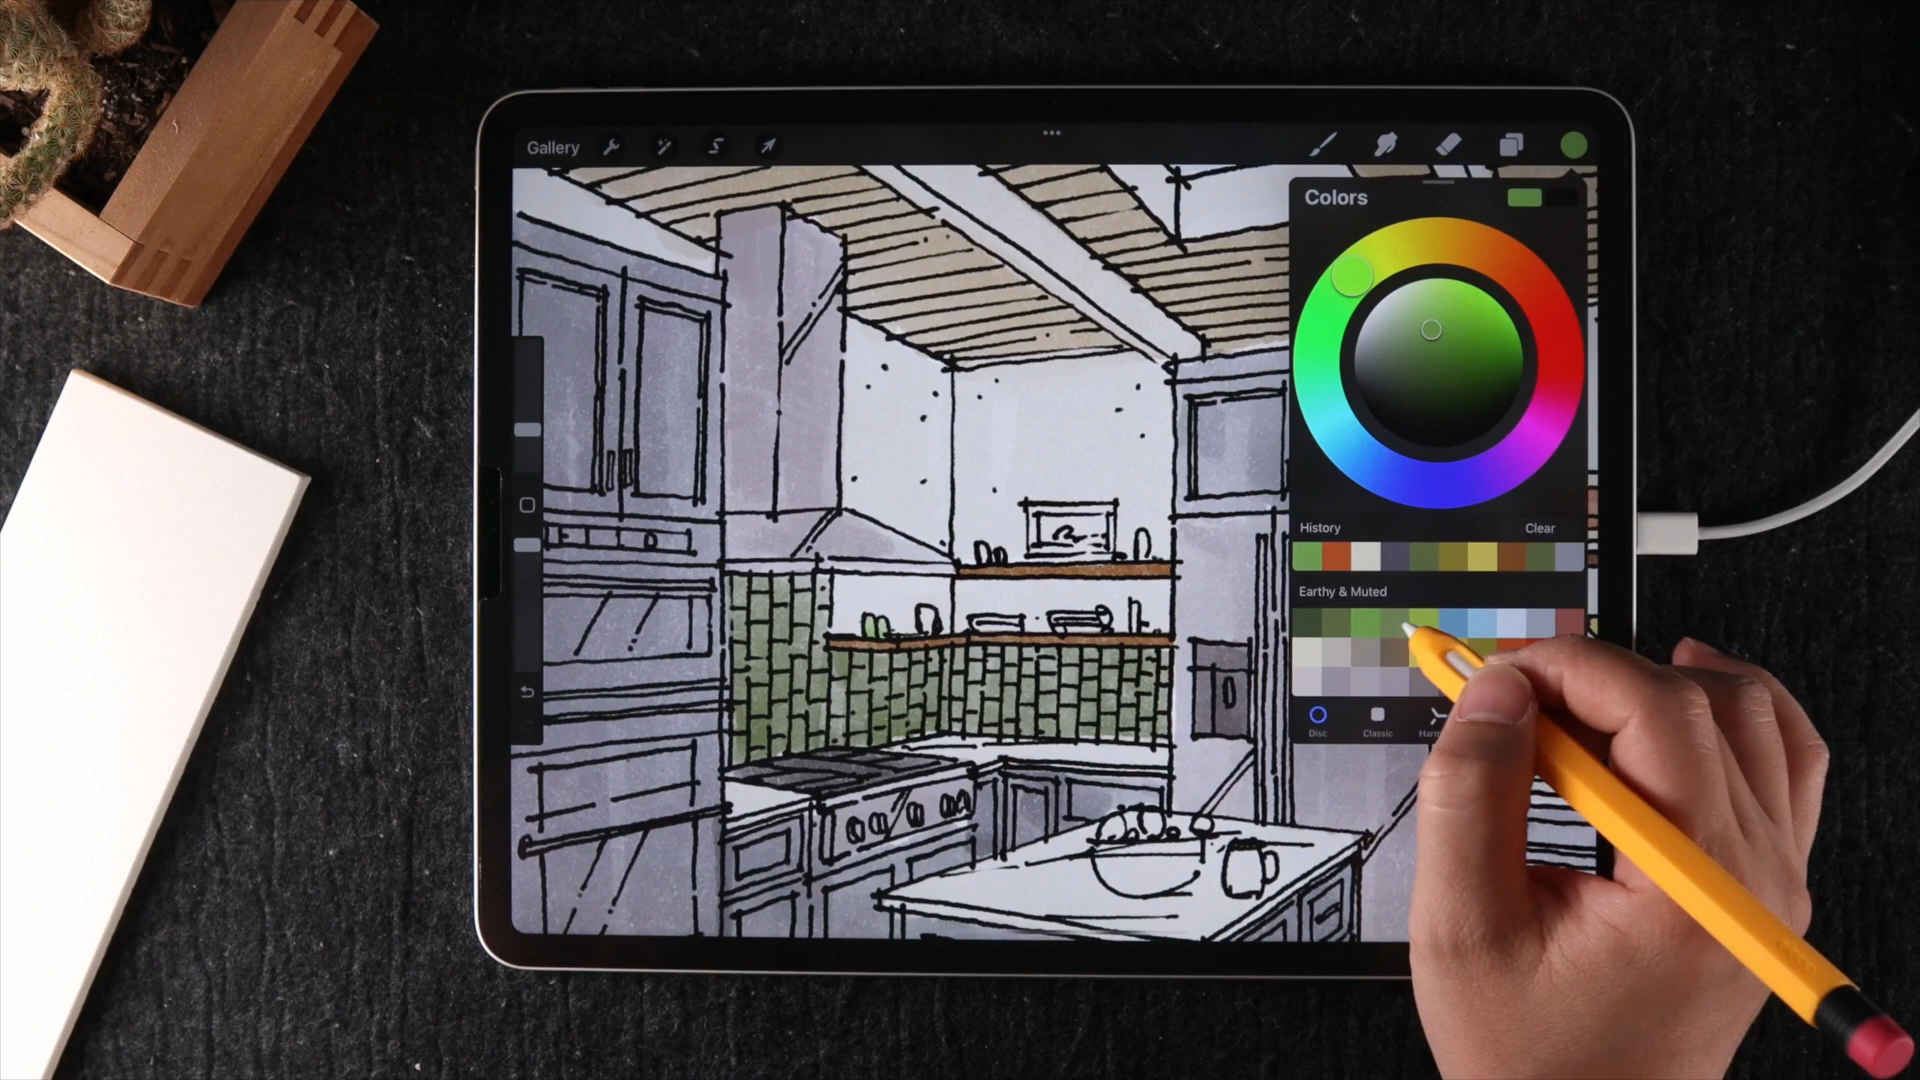 Gallery
Colors
History Clear
Earthy & Muted
Disc Classic